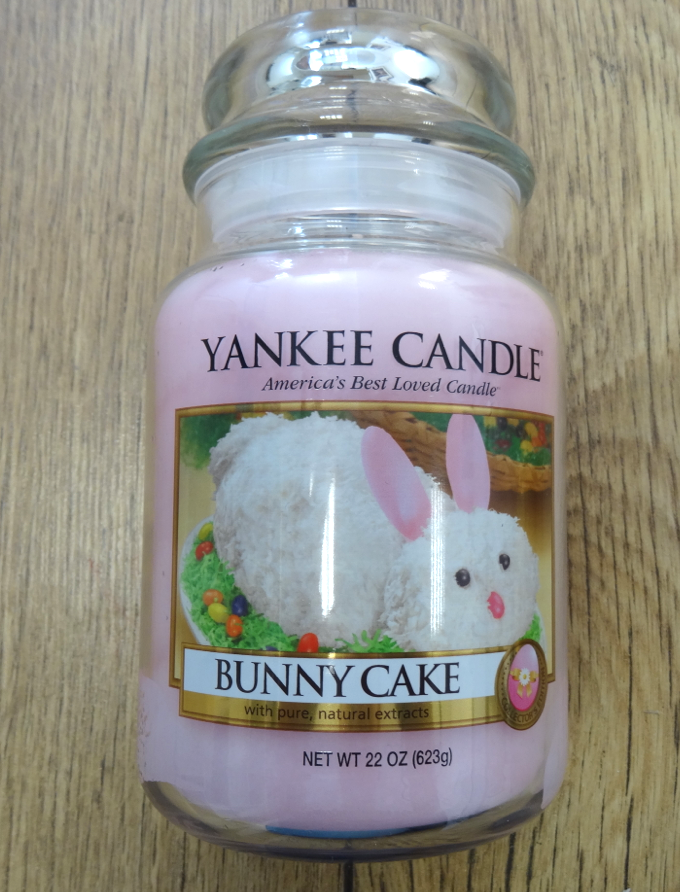 YANKEE CANDLE®
America's Best Loved Candle
BUNNY CAKE
with pure, natural extracts
NET WT 22 OZ (623g)